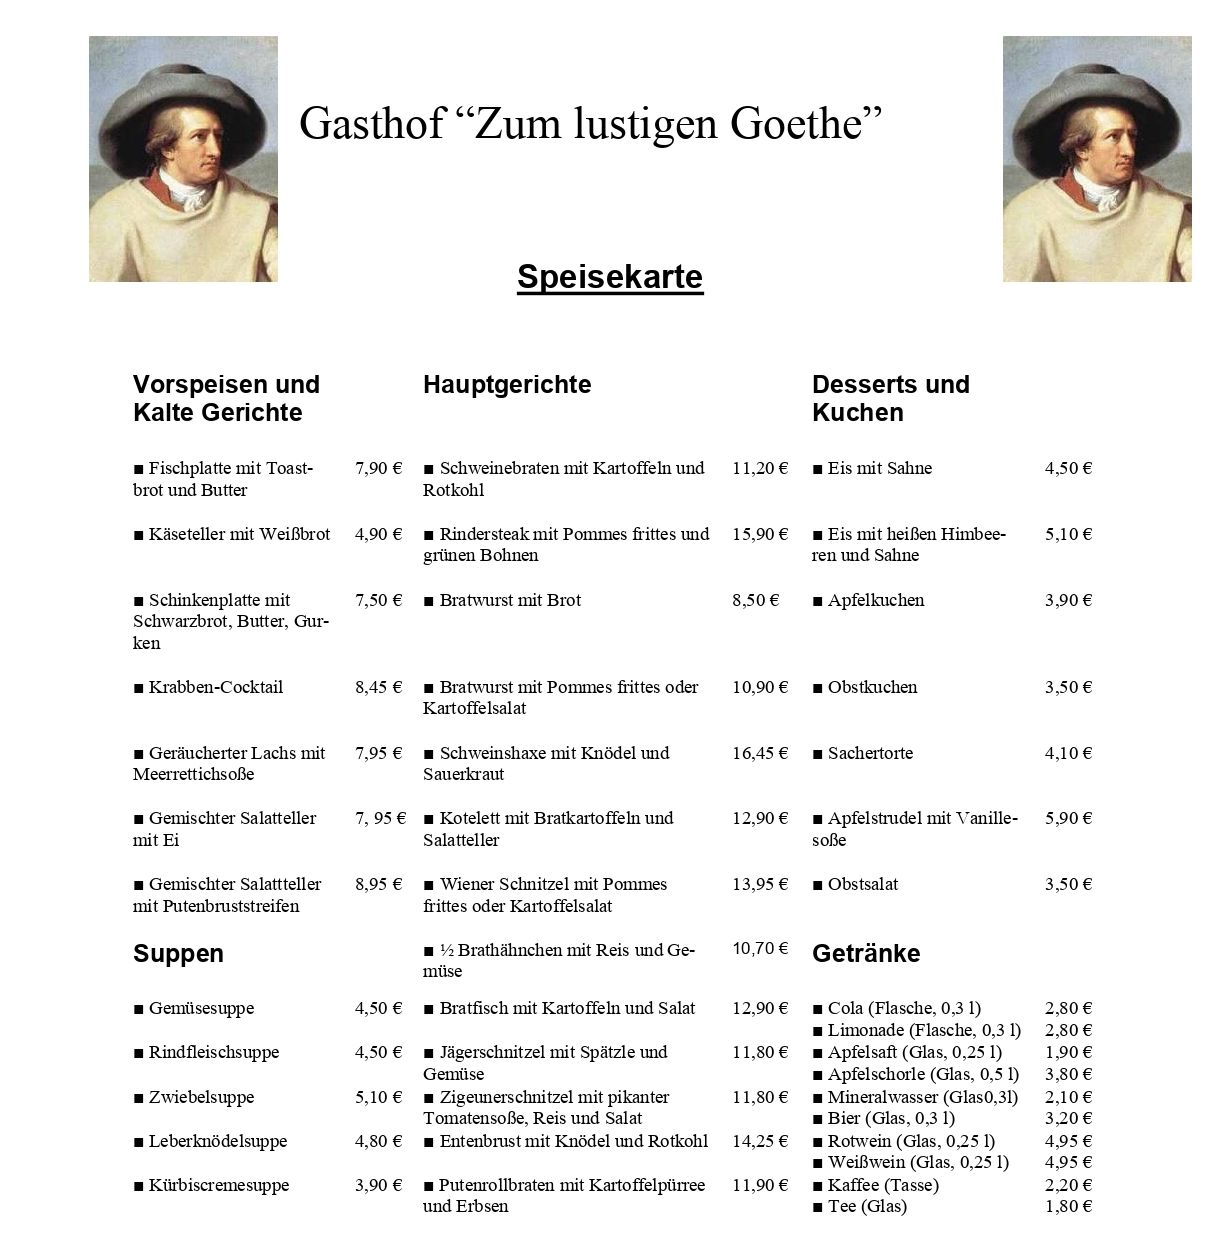 Gasthof “Zum lustigen Goethe”
Speisekarte
Vorspeisen und
Kalte Gerichte
■ Fischplatte mit Toast- 7,90 €
brot und Butter
■ Käseteller mit Weißbrot 4,90 €
■ Schinkenplatte mit 7,50 €
Schwarzbrot, Butter, Gur-
ken
■ Krabben-Cocktail 8,45 €
■ Geräucherter Lachs mit 7,95 €
Meerrettichsoße
■ Gemischter Salatteller 7, 95 €
mit Ei
■ Gemischter Salattteller 8,95 €
mit Putenbruststreifen
Suppen
■ Gemüsesuppe 4,50 €
■ Rindfleischsuppe 4,50 €
■ Zwiebelsuppe 5,10 €
■ Leberknödelsuppe 4,80 €
■ Kürbiscremesuppe 3,90 €
Hauptgerichte
■ Schweinebraten mit Kartoffeln und 11,20 €
Rotkohl
■ Rindersteak mit Pommes frittes und 15,90 €
grünen Bohnen
■ Bratwurst mit Brot 8,50 €
■ Bratwurst mit Pommes frittes oder 10,90 €
Kartoffelsalat
■ Schweinshaxe mit Knödel und 16,45 €
Sauerkraut
■ Kotelett mit Bratkartoffeln und 12,90 €
Salatteller
■ Wiener Schnitzel mit Pommes 13,95 €
frittes oder Kartoffelsalat
■ ½ Brathähnchen mit Reis und Ge- 10,70 €
müse
■ Bratfisch mit Kartoffeln und Salat 12,90 €
■ Jägerschnitzel mit Spätzle und 11,80 €
Gemüse
■ Zigeunerschnitzel mit pikanter 11,80 €
Tomatensoße, Reis und Salat
■ Entenbrust mit Knödel und Rotkohl 14,25 €
■ Putenrollbraten mit Kartoffelpürree 11,90 €
und Erbsen
Desserts und
Kuchen
■ Eis mit Sahne 4,50 €
■ Eis mit heißen Himbee- 5,10 €
ren und Sahne
■ Apfelkuchen 3,90 €
■ Obstkuchen 3,50 €
■ Sachertorte 4,10 €
■ Apfelstrudel mit Vanille- 5,90 €
soße
■ Obstsalat 3,50 €
Getränke
■ Cola (Flasche, 0,3 l) 2,80 €
■ Limonade (Flasche, 0,3 l) 2,80 €
■ Apfelsaft (Glas, 0,25 l) 1,90 €
■ Apfelschorle (Glas, 0,5 l) 3,80 €
■ Mineralwasser (Glas0,3l) 2,10 €
■ Bier (Glas, 0,3 l) 3,20 €
■ Rotwein (Glas, 0,25 l) 4,95 €
■ Weißwein (Glas, 0,25 l) 4,95 €
■ Kaffee (Tasse) 2,20 €
■ Tee (Glas) 1,80 €